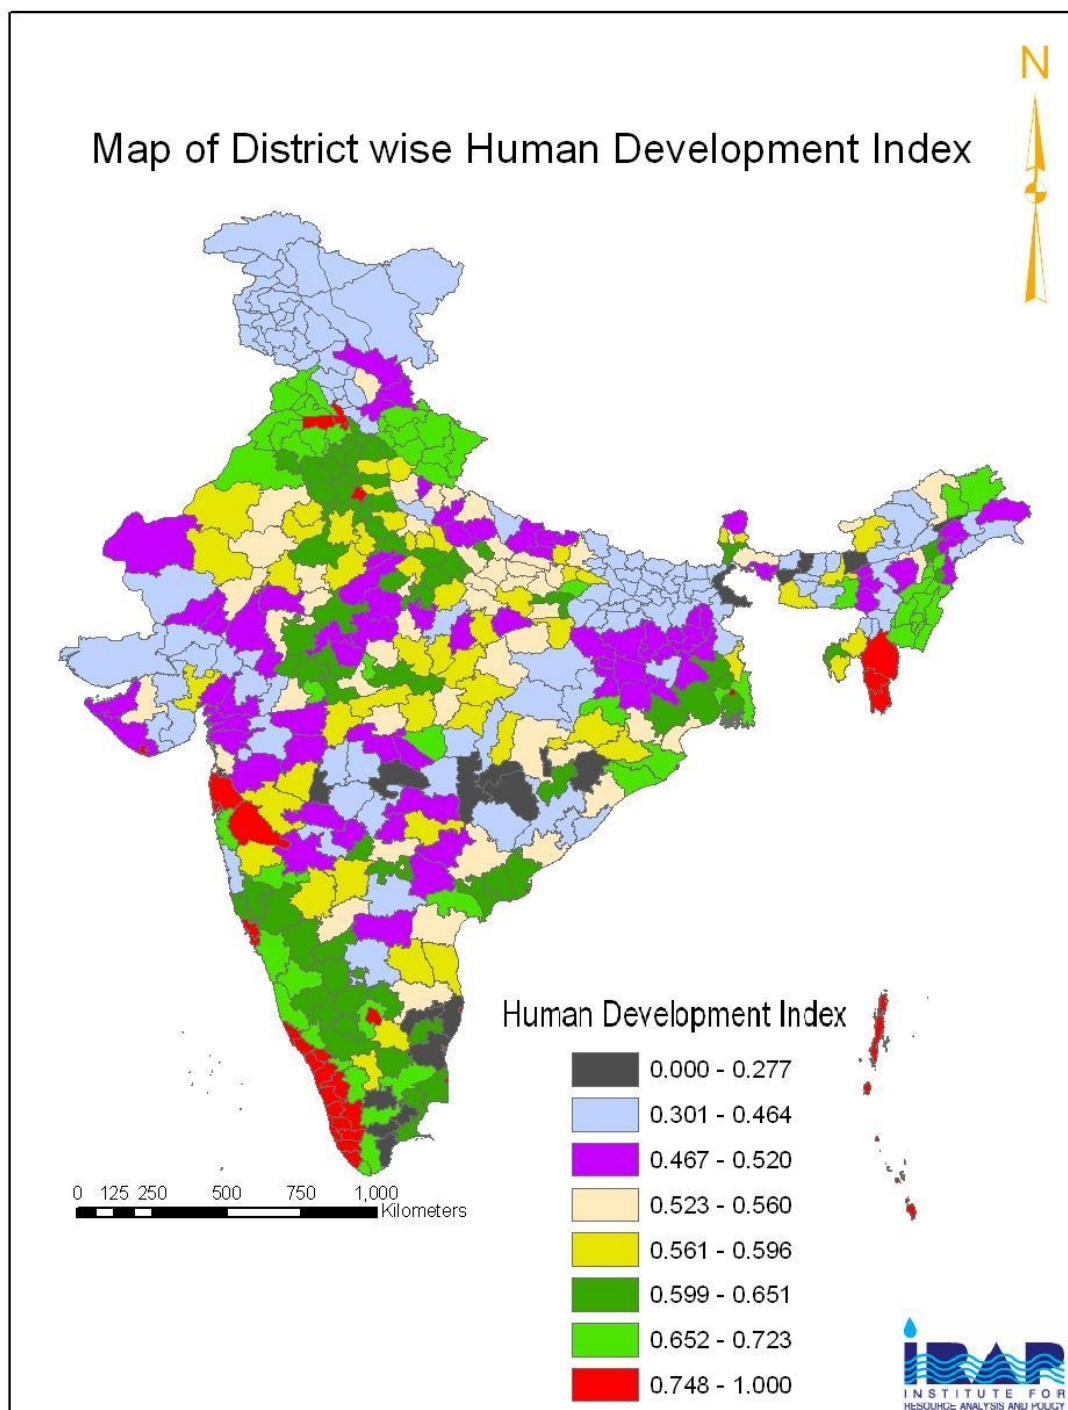 N
Map of District wise Human Development Index
Human Development Index
0.000 - 0.277
0.301 - 0.464
0.467 - 0.520
0.523 - 0.560
0.561 - 0.596
0.599 - 0.651
0.652 - 0.723
0.748 - 1.000
0 125 250 500 750 1,000
Kilometers
iRAP
INSTITUTE FOR
RESOURCE ANALYSIS AND POLICY